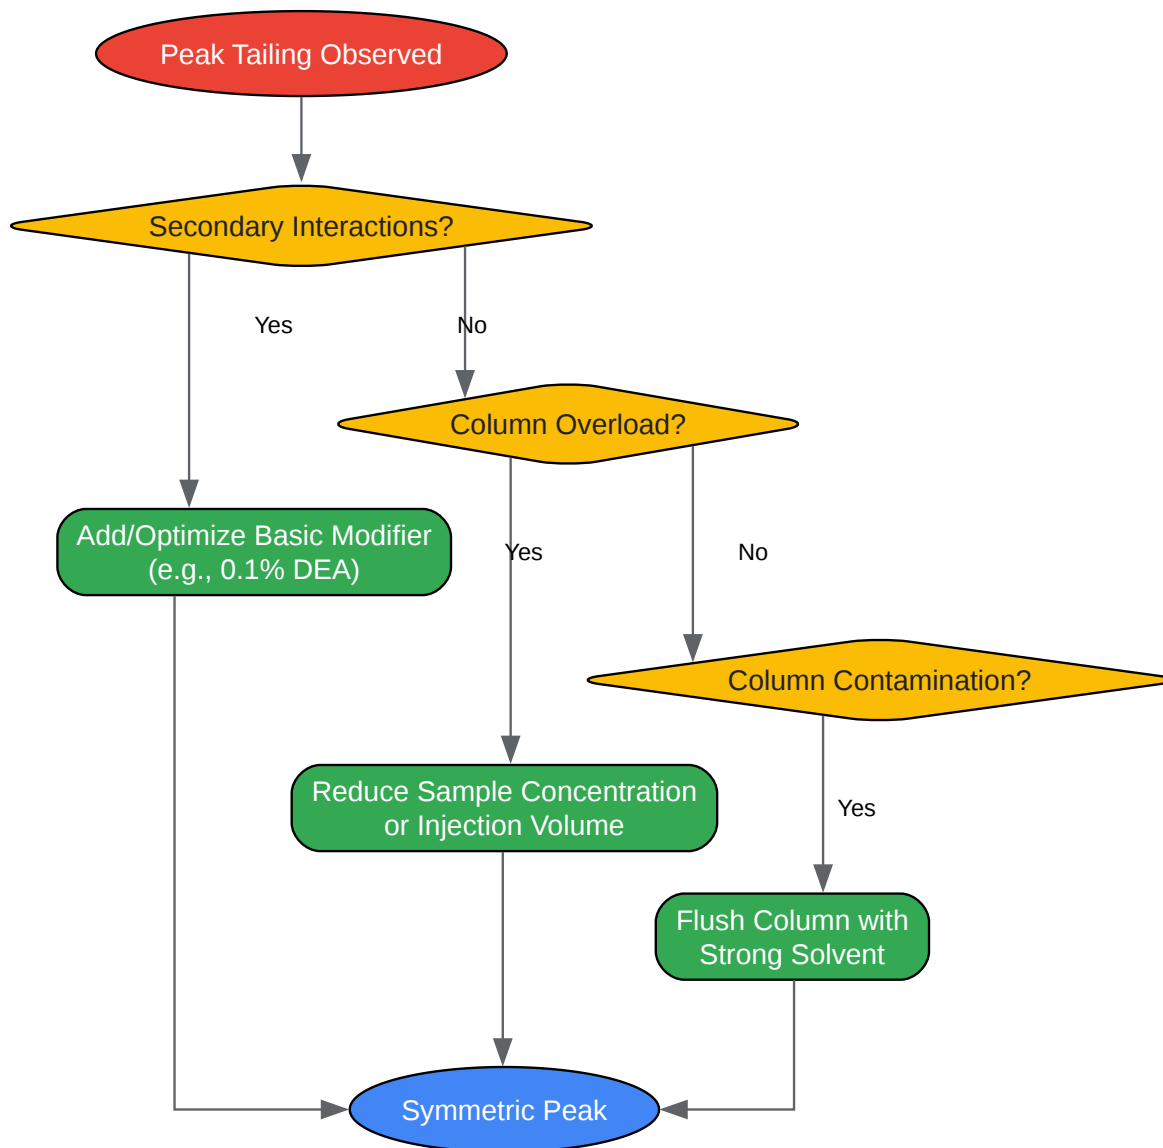 Peak Tailing Observed
Secondary Interactions?
Yes
No
Column Overload?
Add/Optimize Basic Modifier
(e.g., 0.1% DEA)
Yes
No
Column Contamination?
Reduce Sample Concentration
or Injection Volume
Yes
Flush Column with
Strong Solvent
Symmetric Peak